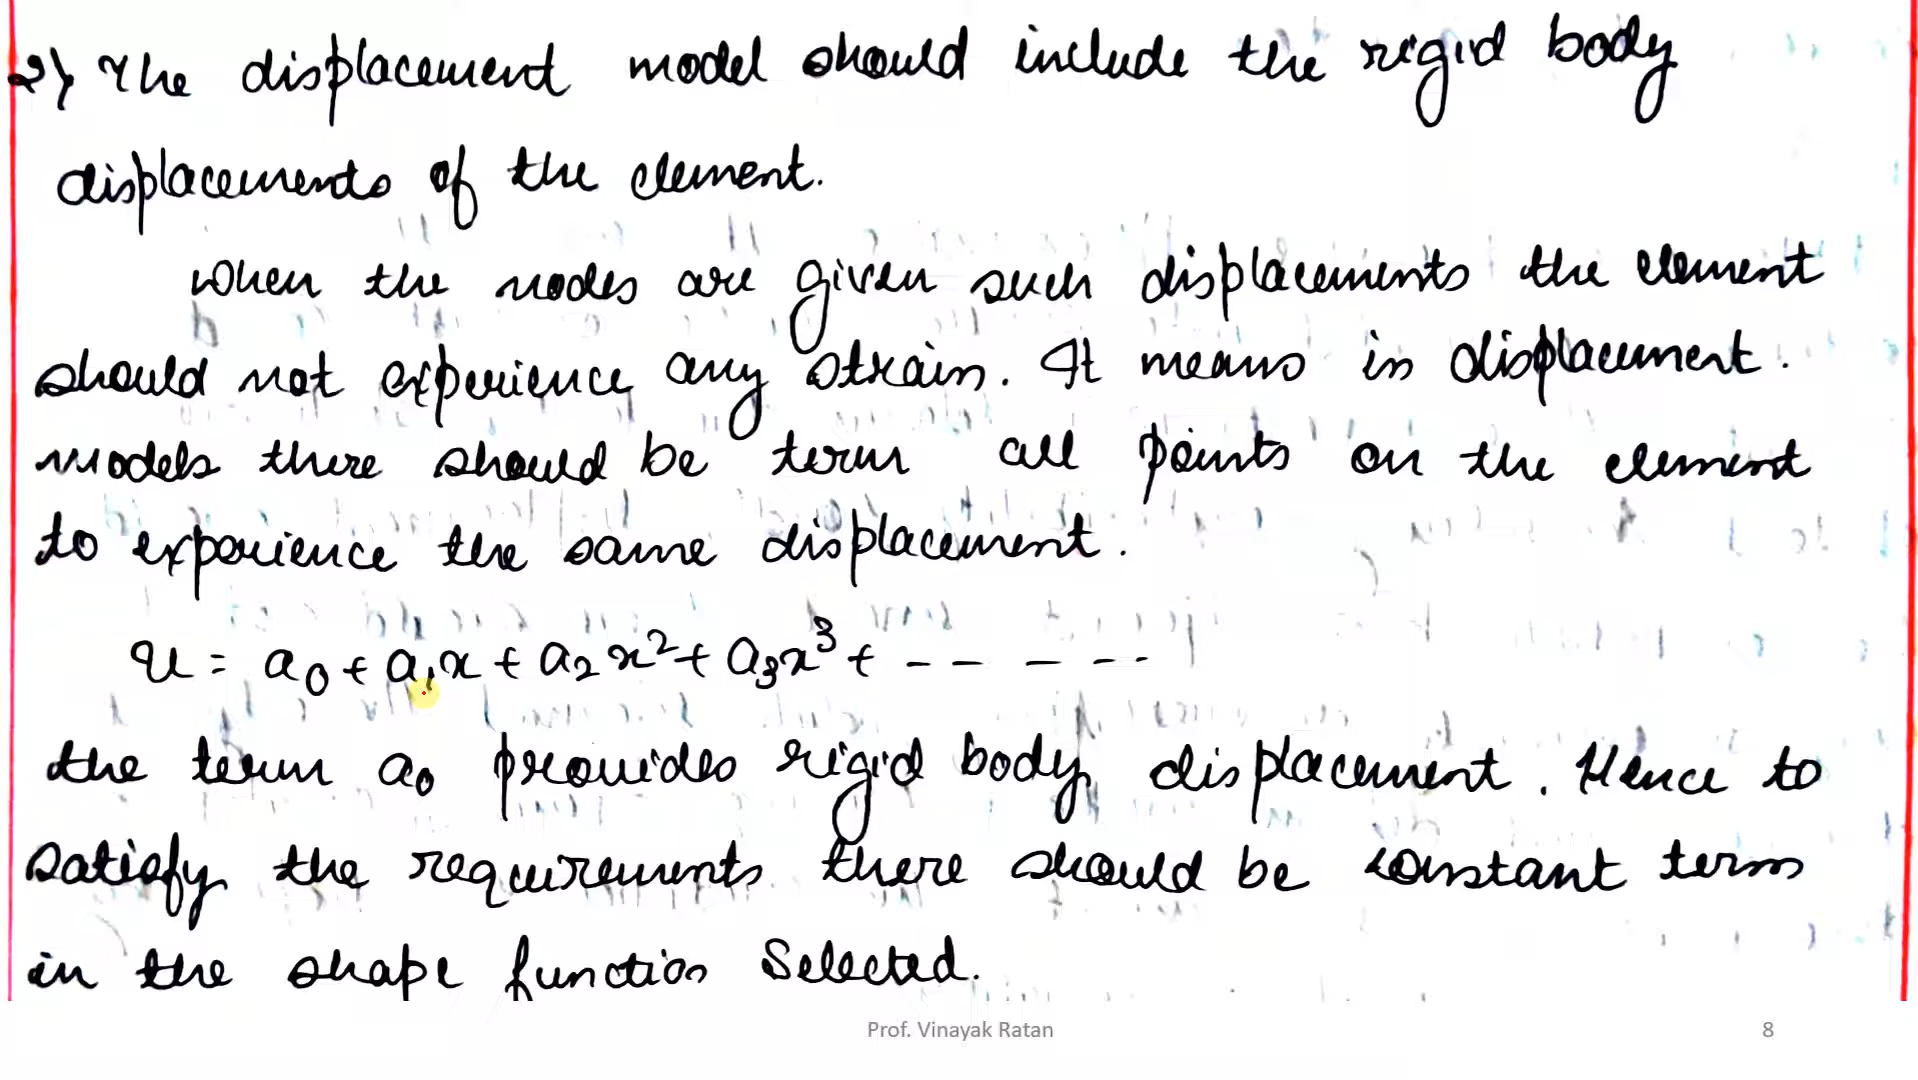 2) The displacement model should include the rigid body
displacements of the element.
When the nodes are given such displacements the element
should not experience any strain. It means in displacement.
models there should be term all points on the element
to experience the same displacement.
u = a₀ + a₁x + a₂x² + a₃x³ + - - - - -
the term a₀ provides rigid body displacement. Hence to
satisfy the requirements there should be constant term
in the shape function Selected.
Prof. Vinayak Ratan
8